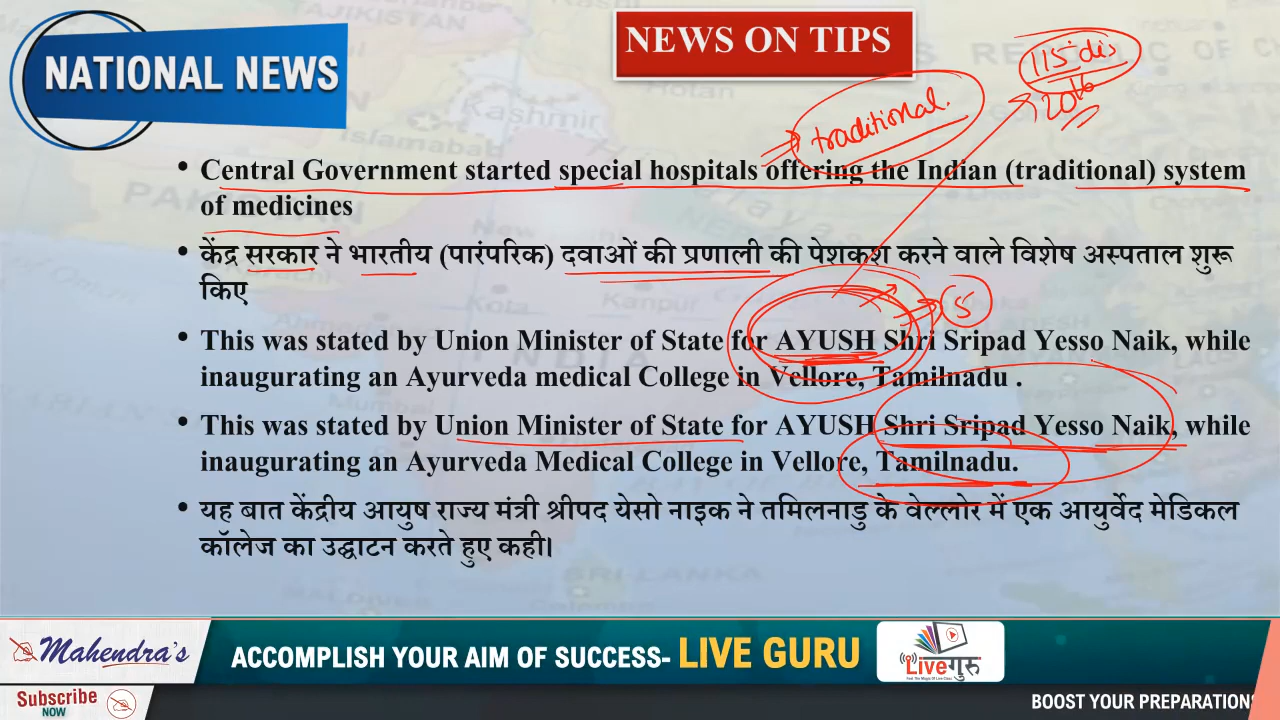 NATIONAL NEWS
NEWS ON TIPS
115 dis
2016
traditional.
• Central Government started special hospitals offering the Indian (traditional) system
of medicines
• केंद्र सरकार ने भारतीय (पारंपरिक) दवाओं की प्रणाली की पेशकश करने वाले विशेष अस्पताल शुरू
किए
5
• This was stated by Union Minister of State for AYUSH Shri Sripad Yesso Naik, while
inaugurating an Ayurveda medical College in Vellore, Tamilnadu .
• This was stated by Union Minister of State for AYUSH Shri Sripad Yesso Naik, while
inaugurating an Ayurveda Medical College in Vellore, Tamilnadu.
• यह बात केंद्रीय आयुष राज्य मंत्री श्रीपद येसो नाइक ने तमिलनाडु के वेल्लोर में एक आयुर्वेद मेडिकल
कॉलेज का उद्घाटन करते हुए कही।
Mahendra's
ACCOMPLISH YOUR AIM OF SUCCESS- LIVE GURU
Liveगुरु
Subscribe
NOW
BOOST YOUR PREPARATION